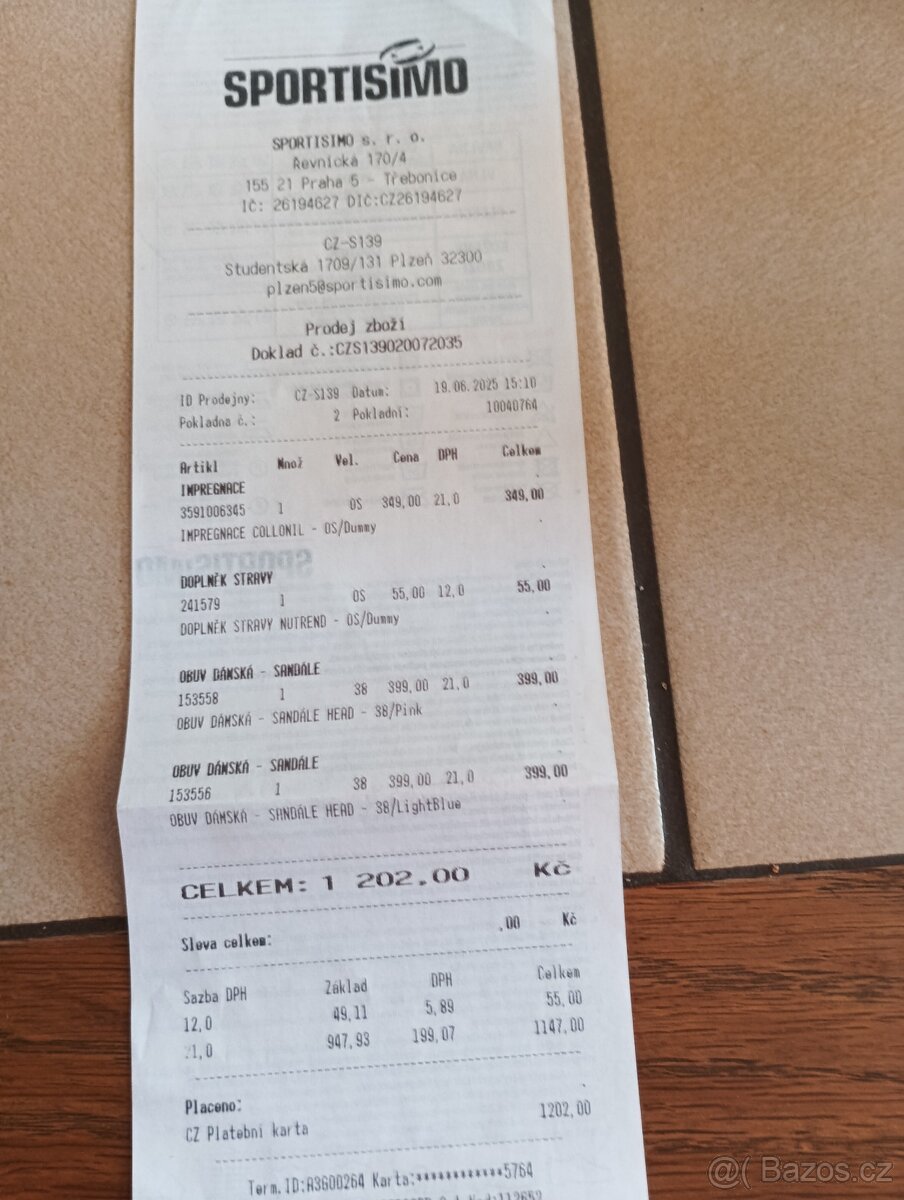 SPORTISIMO
SPORTISIMO s. r. o.
Řevnická 170/4
155 21 Praha 5 - Třebonice
IČ: 26194627 DIČ:CZ26194627
CZ-S139
Studentská 1709/131 Plzeň 32300
plzen5@sportisimo.com
Prodej zboží
Doklad č.:CZS139020072035
ID Prodejny: CZ-S139 Datum: 19.06.2025 15:10
Pokladna č.: 2 Pokladní: 10040764
Artikl Množ Vel. Cena DPH Celkem
IMPREGNACE
3591006345 1 OS 349,00 21,0 349,00
IMPREGNACE COLLONIL - OS/Dummy
DOPLNĚK STRAVY
241579 1 OS 55,00 12,0 55,00
DOPLNĚK STRAVY NUTREND - OS/Dummy
OBUV DÁMSKÁ - SANDÁLE
153558 1 38 399,00 21,0 399,00
OBUV DÁMSKÁ - SANDÁLE HEAD - 38/Pink
OBUV DÁMSKÁ - SANDÁLE
153556 1 38 399,00 21,0 399,00
OBUV DÁMSKÁ - SANDÁLE HEAD - 38/LightBlue
CELKEM: 1 202.00 Kč
Sleva celkem: .00 Kč
Sazba DPH Základ DPH Celkem
12,0 49,11 5,89 55,00
21,0 947,93 199,07 1147,00
Placeno:
CZ Platební karta 1202,00
Term.ID:A3600264 Karta:************5764
@( Bazos.cz